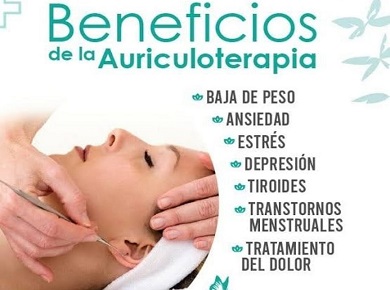 Beneficios
de la Auriculoterapia
BAJA DE PESO
ANSIEDAD
ESTRÉS
DEPRESIÓN
TIROIDES
TRANSTORNOS
MENSTRUALES
TRATAMIENTO
DEL DOLOR